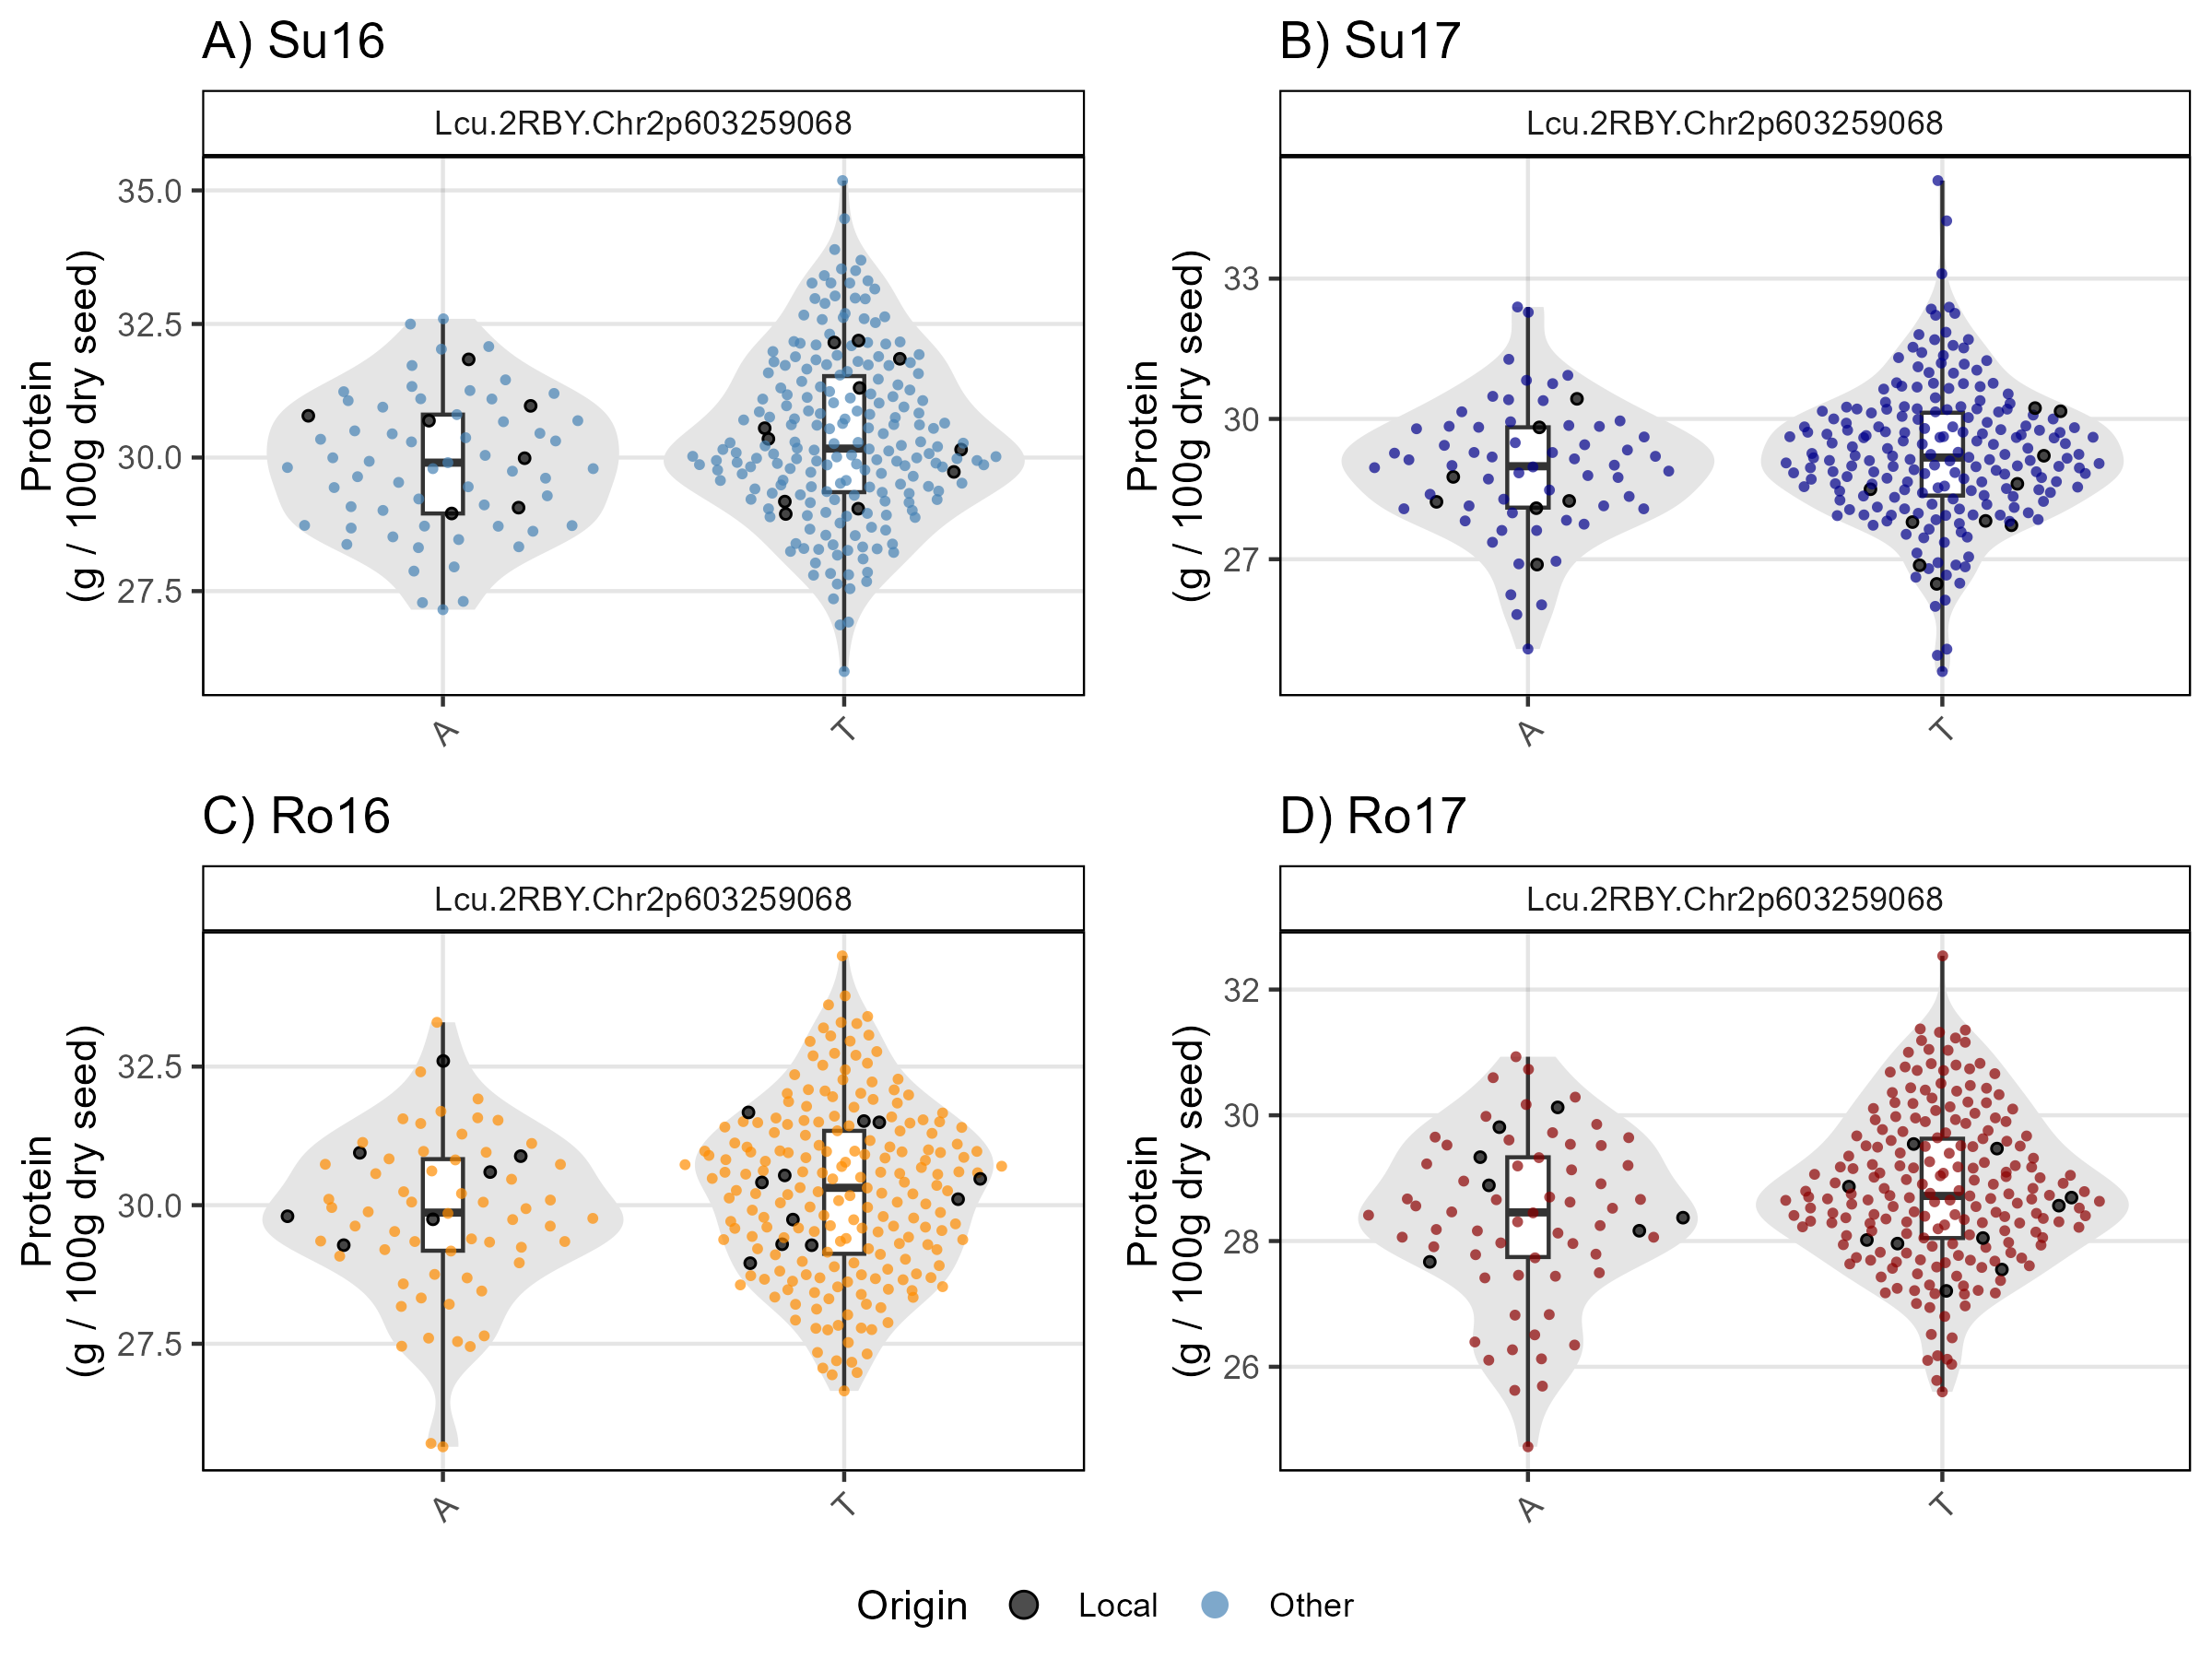 A) Su16
Lcu.2RBY.Chr2p603259068
Protein
(g / 100g dry seed)
35.0
32.5
30.0
27.5
A
T
B) Su17
Lcu.2RBY.Chr2p603259068
Protein
(g / 100g dry seed)
33
30
27
A
T
C) Ro16
Lcu.2RBY.Chr2p603259068
Protein
(g / 100g dry seed)
32.5
30.0
27.5
A
T
D) Ro17
Lcu.2RBY.Chr2p603259068
Protein
(g / 100g dry seed)
32
30
28
26
A
T
Origin Local Other